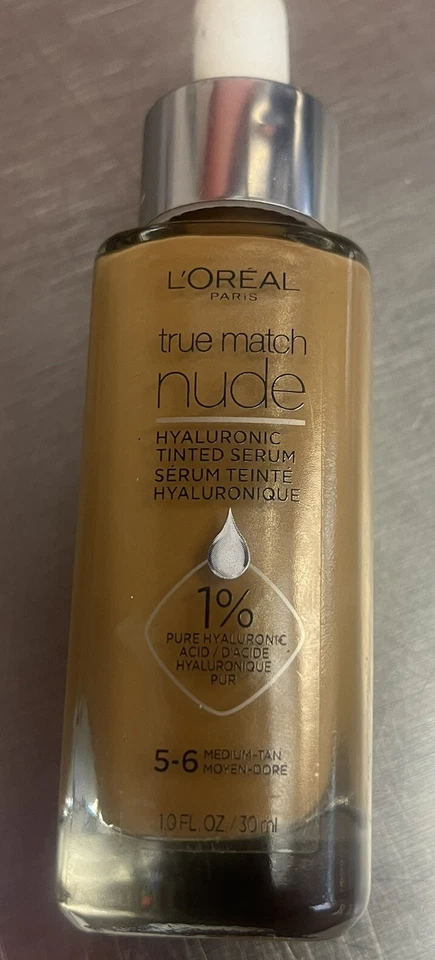 L'ORÉAL
PARIS
true match
nude
HYALURONIC
TINTED SERUM
SÉRUM TEINTÉ
HYALURONIQUE
1%
PURE HYALURONIC
ACID / D'ACIDE
HYALURONIQUE
PUR
5-6 MEDIUM-TAN
MOYEN-DORÉ
1.0 FL. OZ / 30 ml